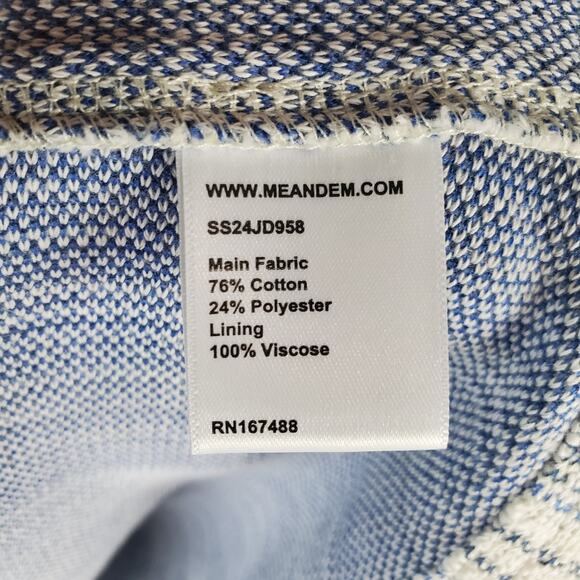 WWW.MEANDEM.COM
SS24JD958
Main Fabric
76% Cotton
24% Polyester
Lining
100% Viscose
RN167488